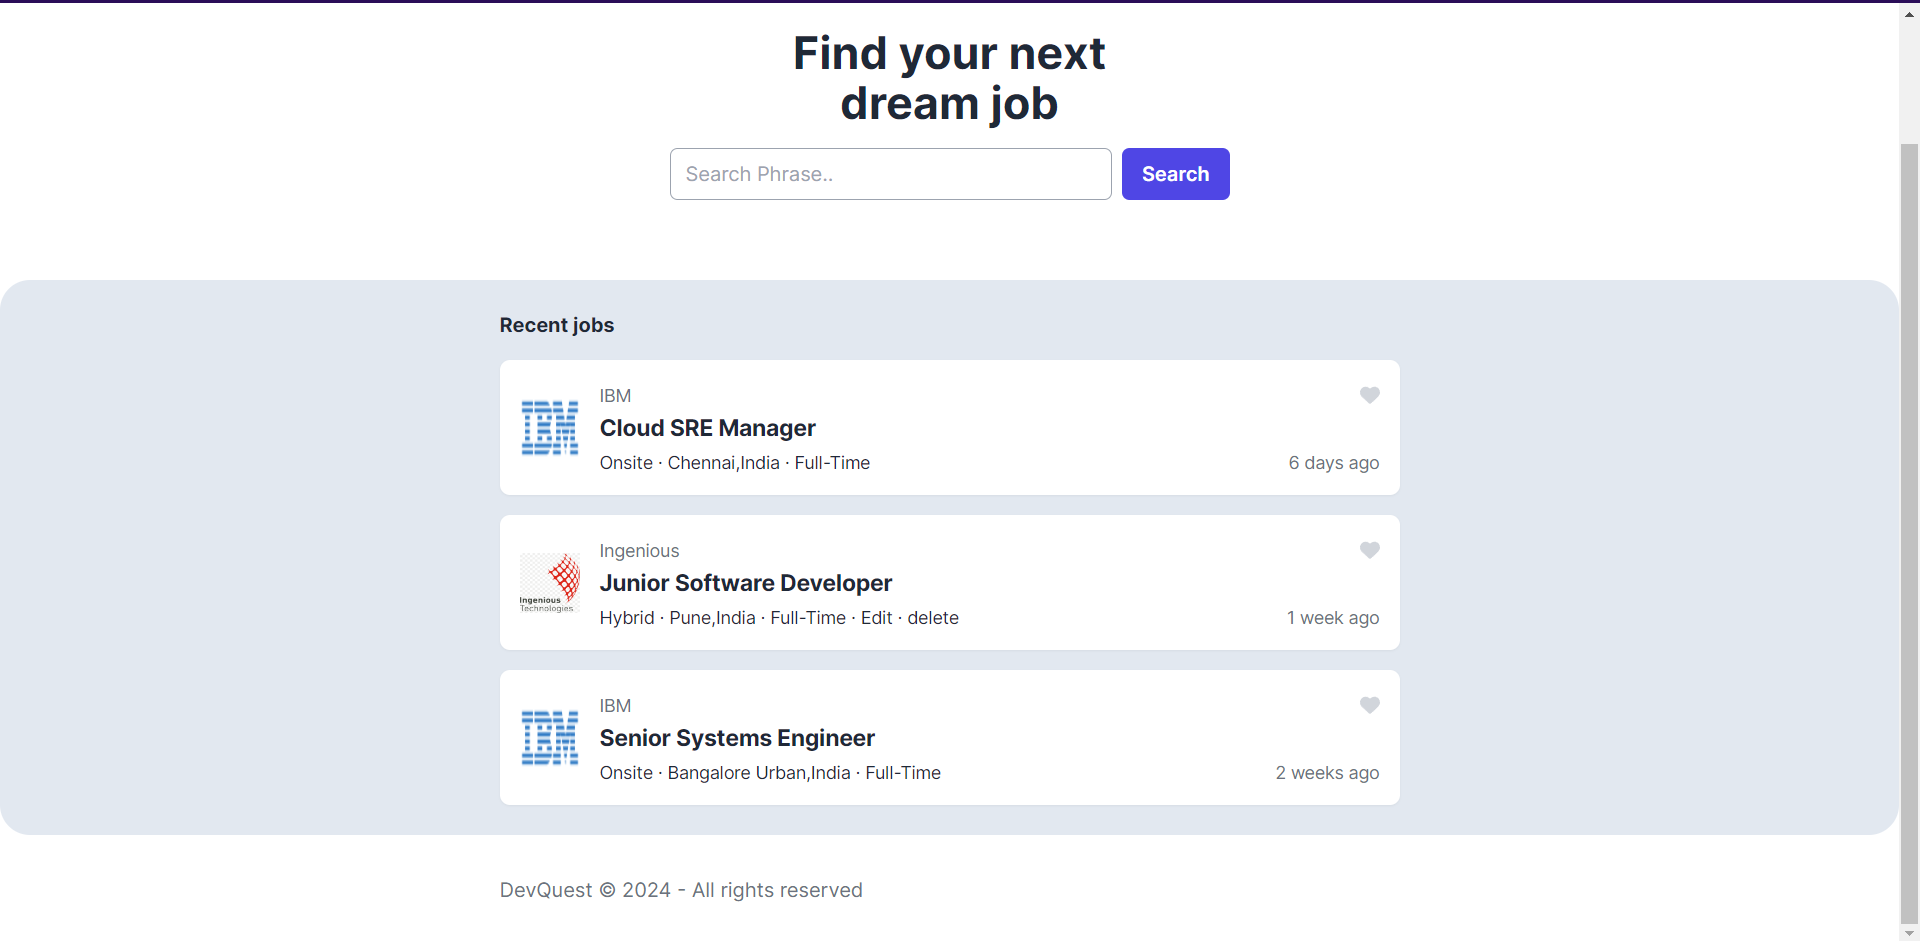 Find your next
dream job
Search Phrase..
Search
Recent jobs
IBM
IBM
Cloud SRE Manager
Onsite · Chennai,India · Full-Time
6 days ago
Ingenious
Technologies
Ingenious
Junior Software Developer
Hybrid · Pune,India · Full-Time · Edit · delete
1 week ago
IBM
IBM
Senior Systems Engineer
Onsite · Bangalore Urban,India · Full-Time
2 weeks ago
DevQuest © 2024 - All rights reserved